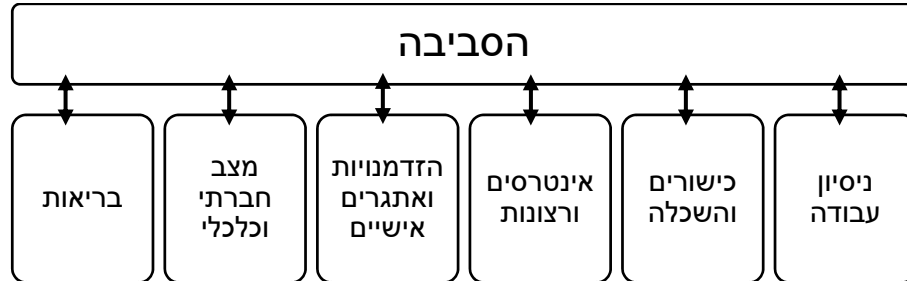 הסביבה
ניסיון
עבודה
כישורים
והשכלה
אינטרסים
ורצונות
הזדמנויות
ואתגרים
אישיים
מצב
חברתי
וכלכלי
בריאות